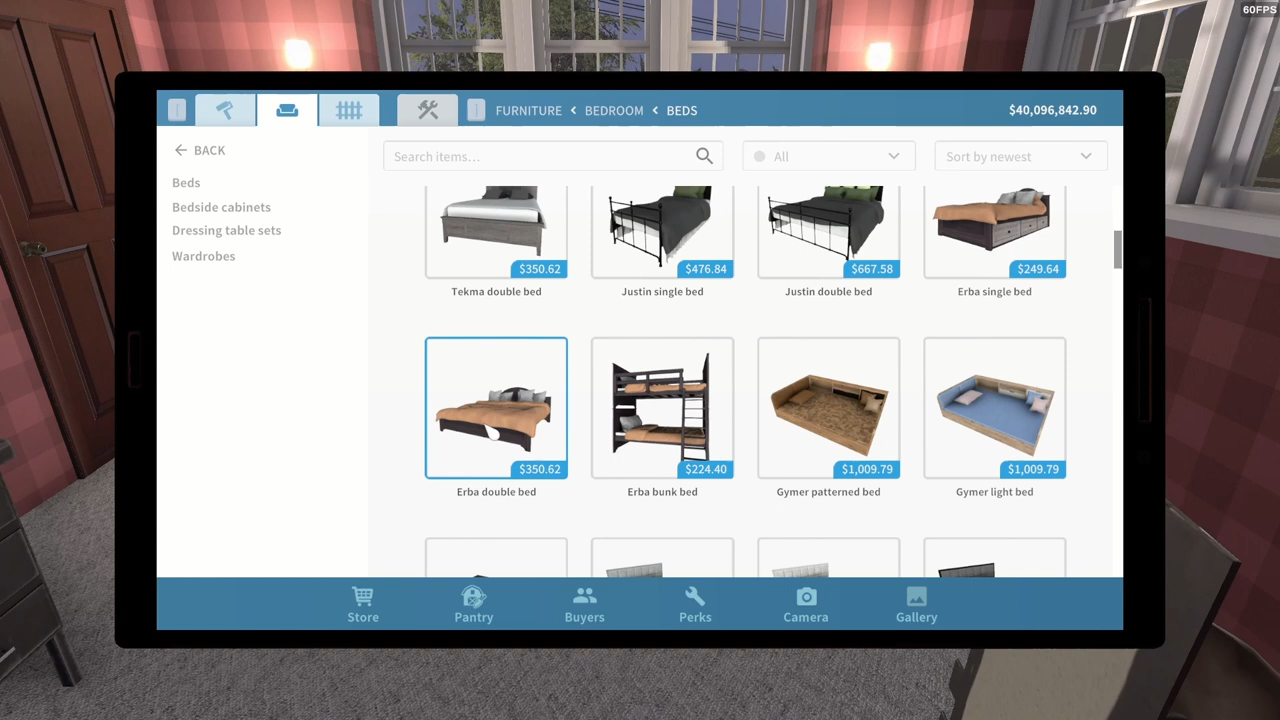 60FPS
FURNITURE < BEDROOM < BEDS
$40,096,842.90
BACK
Search items...
All
Sort by newest
Beds
Bedside cabinets
Dressing table sets
Wardrobes
$350.62
$476.84
$667.58
$249.64
Tekma double bed
Justin single bed
Justin double bed
Erba single bed
$350.62
$224.40
$1,009.79
$1,009.79
Erba double bed
Erba bunk bed
Gymer patterned bed
Gymer light bed
Store
Pantry
Buyers
Perks
Camera
Gallery